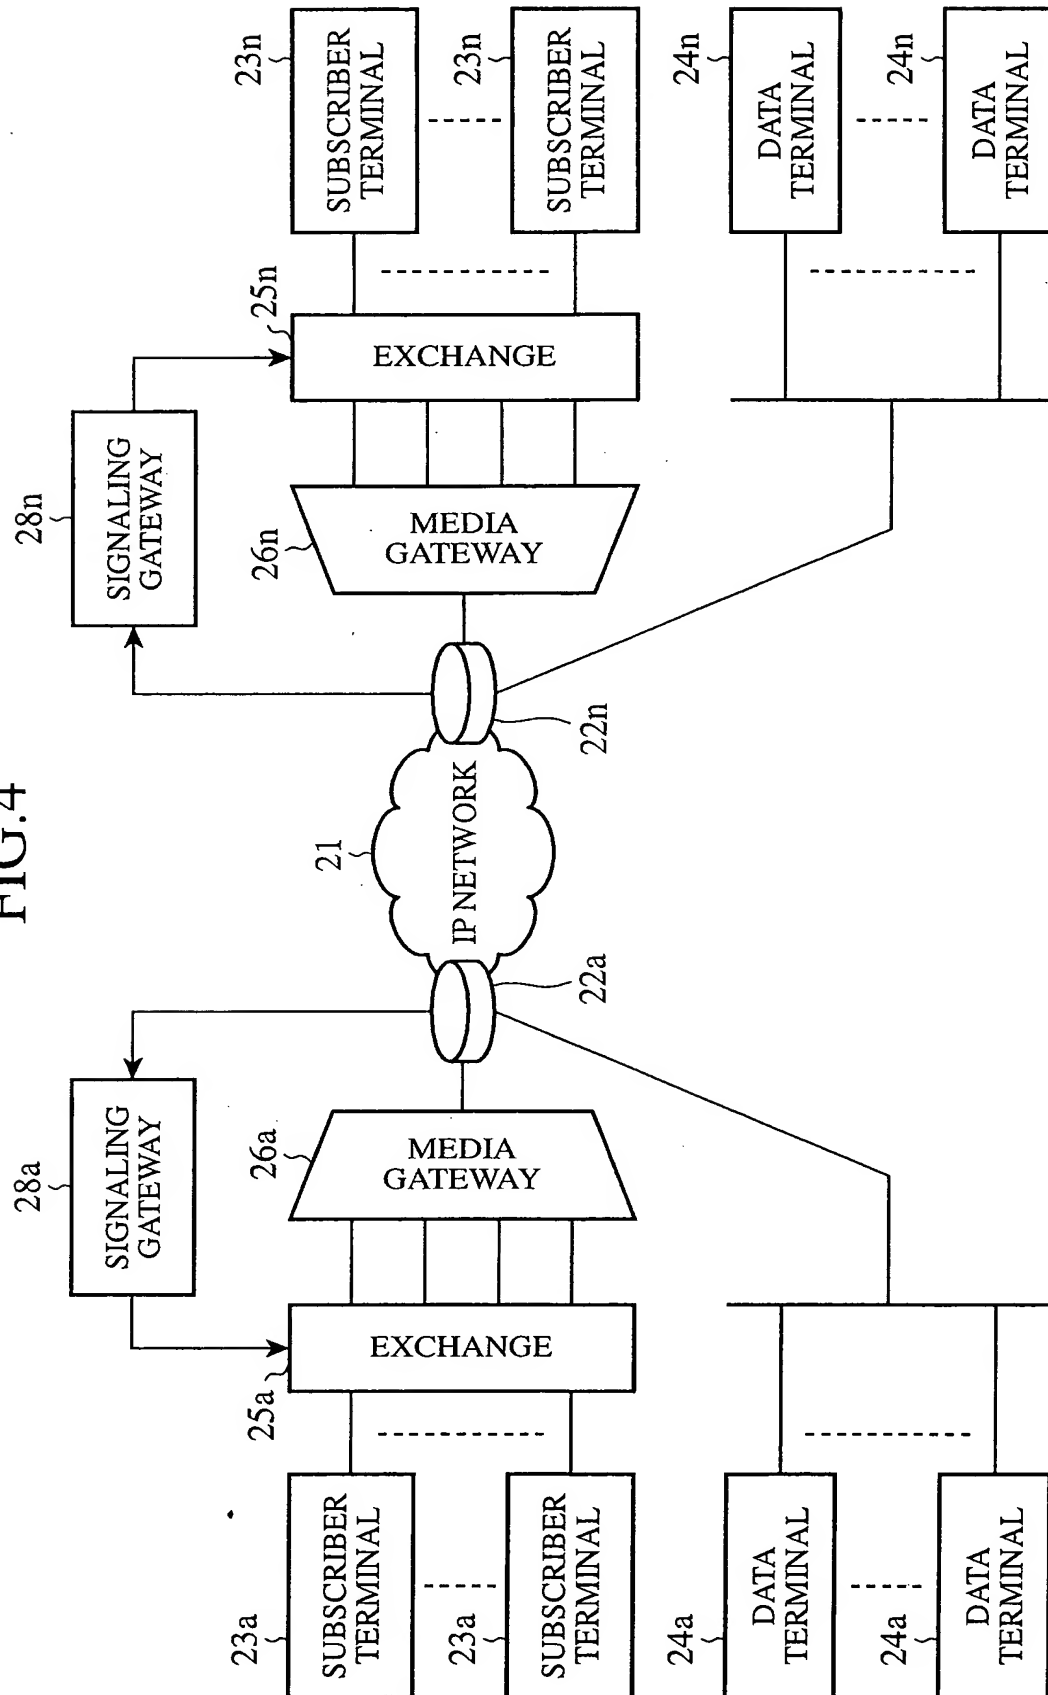 FIG.4
28a
SIGNALING
GATEWAY
28n
SIGNALING
GATEWAY
23a
SUBSCRIBER
TERMINAL
25a
EXCHANGE
26a
MEDIA
GATEWAY
22a
21
IP NETWORK
22n
26n
MEDIA
GATEWAY
25n
EXCHANGE
23n
SUBSCRIBER
TERMINAL
23a
SUBSCRIBER
TERMINAL
23n
SUBSCRIBER
TERMINAL
24a
DATA
TERMINAL
24n
DATA
TERMINAL
24a
DATA
TERMINAL
24n
DATA
TERMINAL